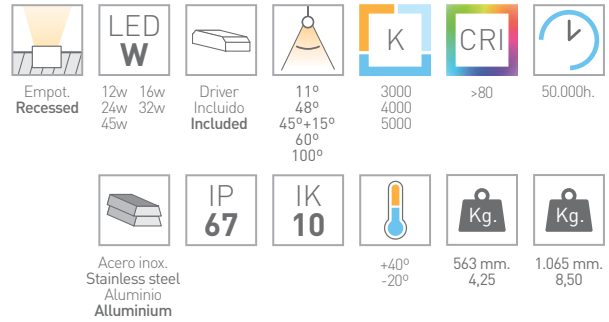 LED
W
K
CRI
Empot.
Recessed
12w 16w
24w 32w
45w
Driver
Incluido
Included
11º
48º
45º+15º
60º
100º
3000
4000
5000
>80
50.000h.
IP
67
IK
10
Kg.
Kg.
Acero inox.
Stainless steel
Aluminio
Alluminium
+40º
-20º
563 mm.
4,25
1.065 mm.
8,50